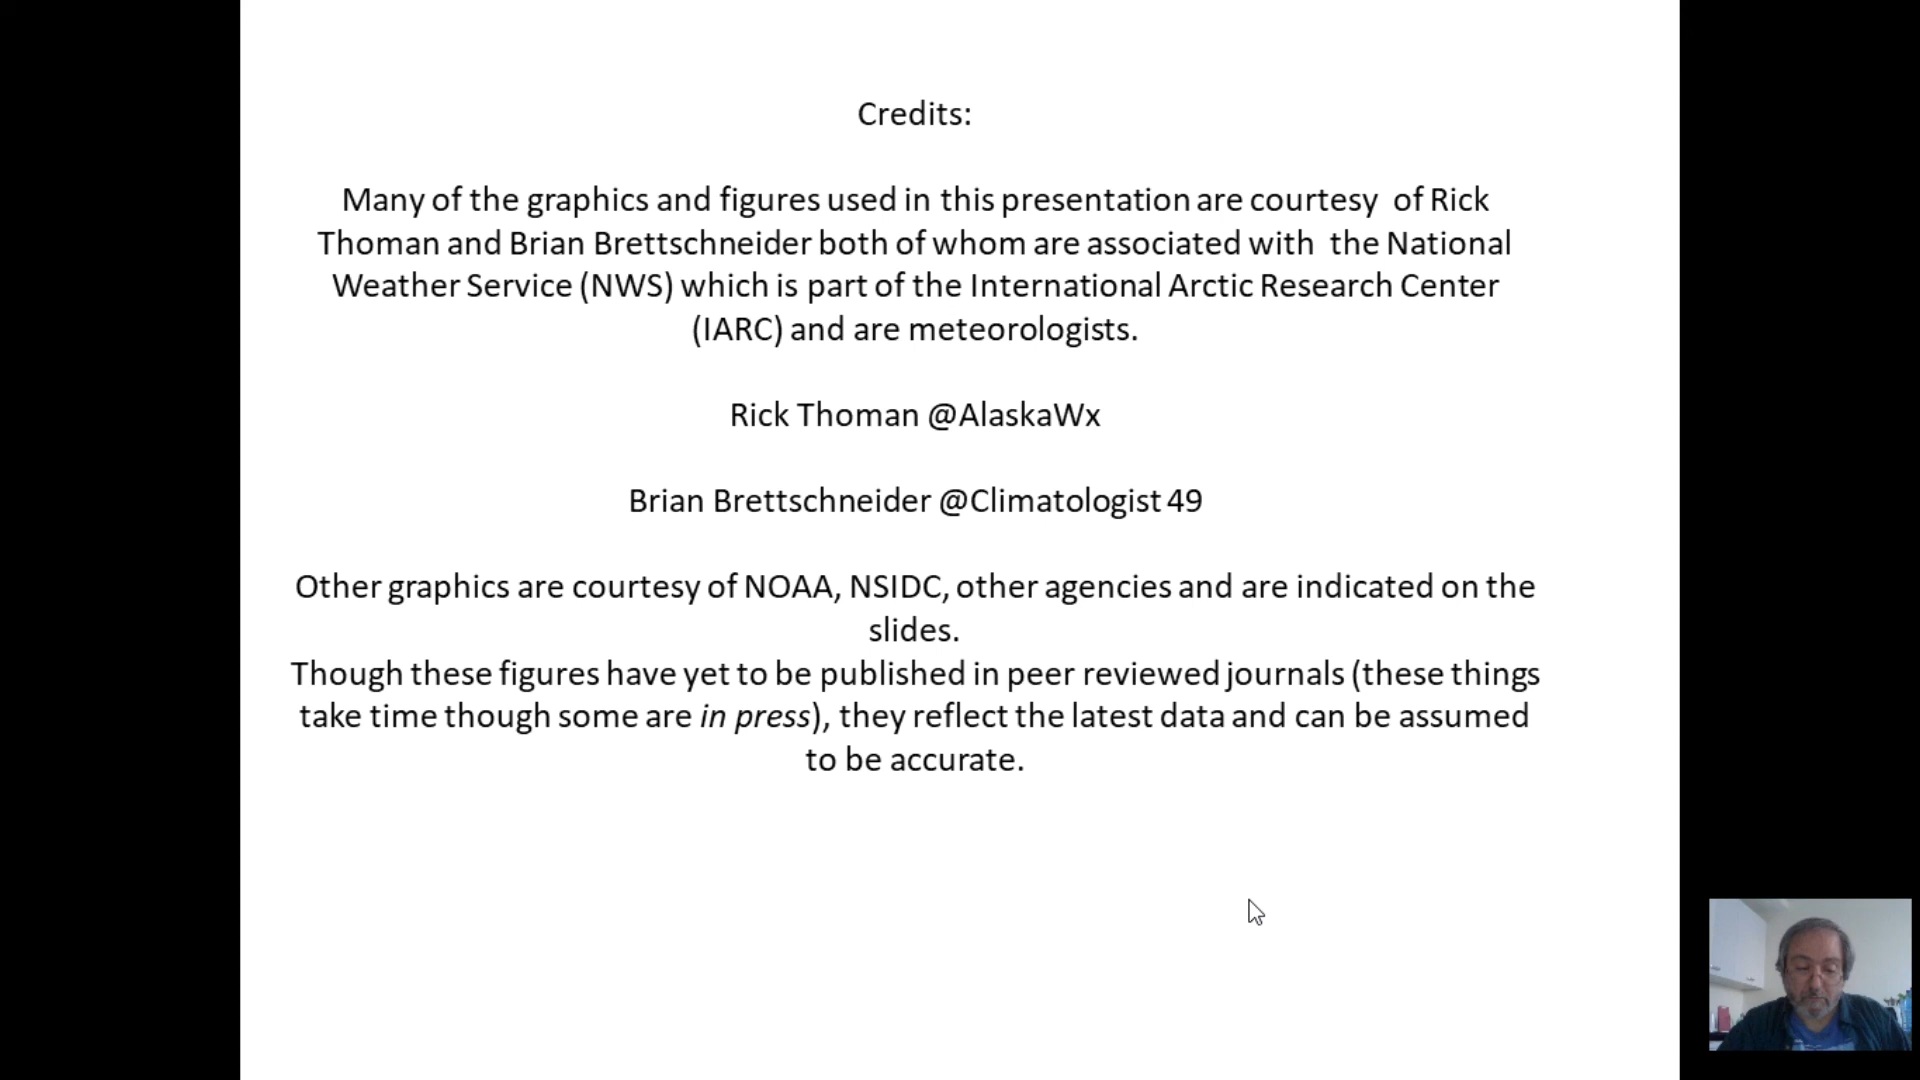 Credits:
Many of the graphics and figures used in this presentation are courtesy of Rick
Thoman and Brian Brettschneider both of whom are associated with the National
Weather Service (NWS) which is part of the International Arctic Research Center
(IARC) and are meteorologists.
Rick Thoman @AlaskaWx
Brian Brettschneider @Climatologist 49
Other graphics are courtesy of NOAA, NSIDC, other agencies and are indicated on the
slides.
Though these figures have yet to be published in peer reviewed journals (these things
take time though some are in press), they reflect the latest data and can be assumed
to be accurate.